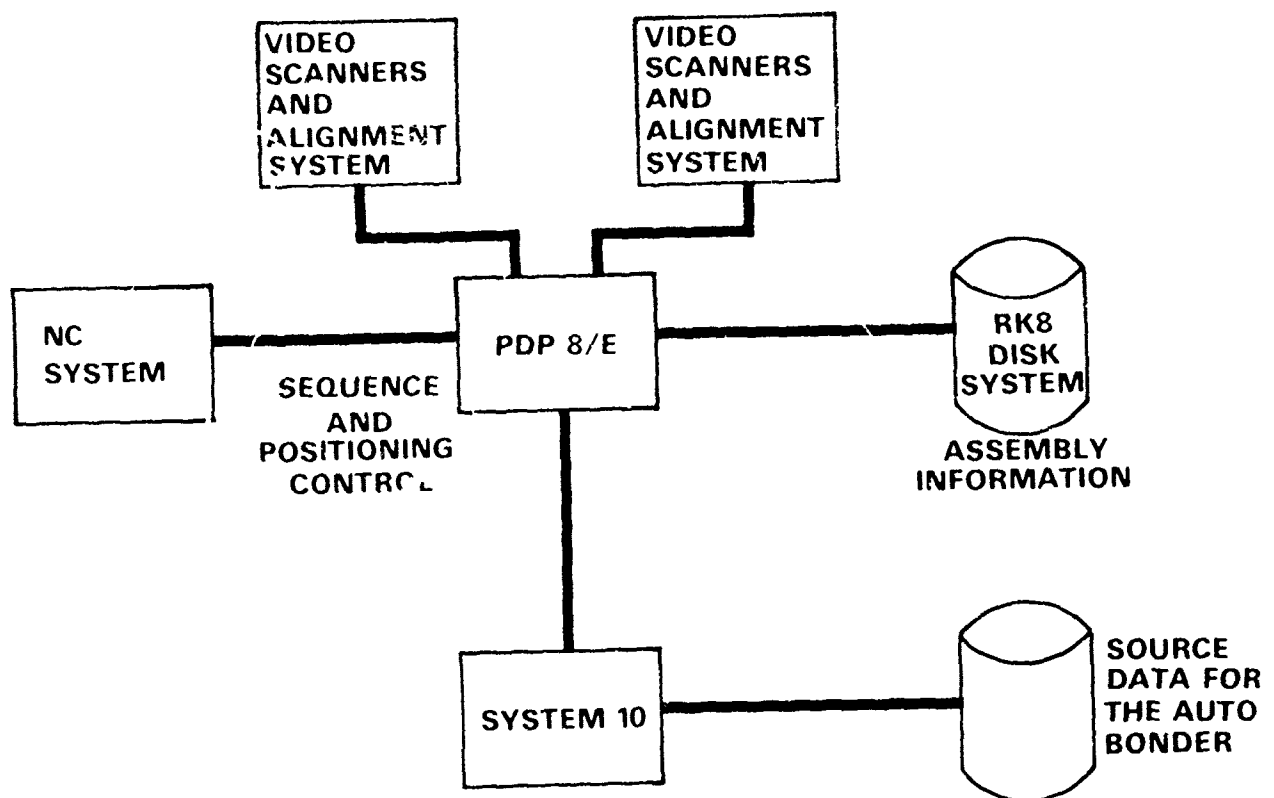 VIDEO
SCANNERS
AND
ALIGNMENT
SYSTEM
VIDEO
SCANNERS
AND
ALIGNMENT
SYSTEM
NC
SYSTEM
PDP 8/E
SEQUENCE
AND
POSITIONING
CONTROL
RK8
DISK
SYSTEM
ASSEMBLY
INFORMATION
SYSTEM 10
SOURCE
DATA FOR
THE AUTO
BONDER